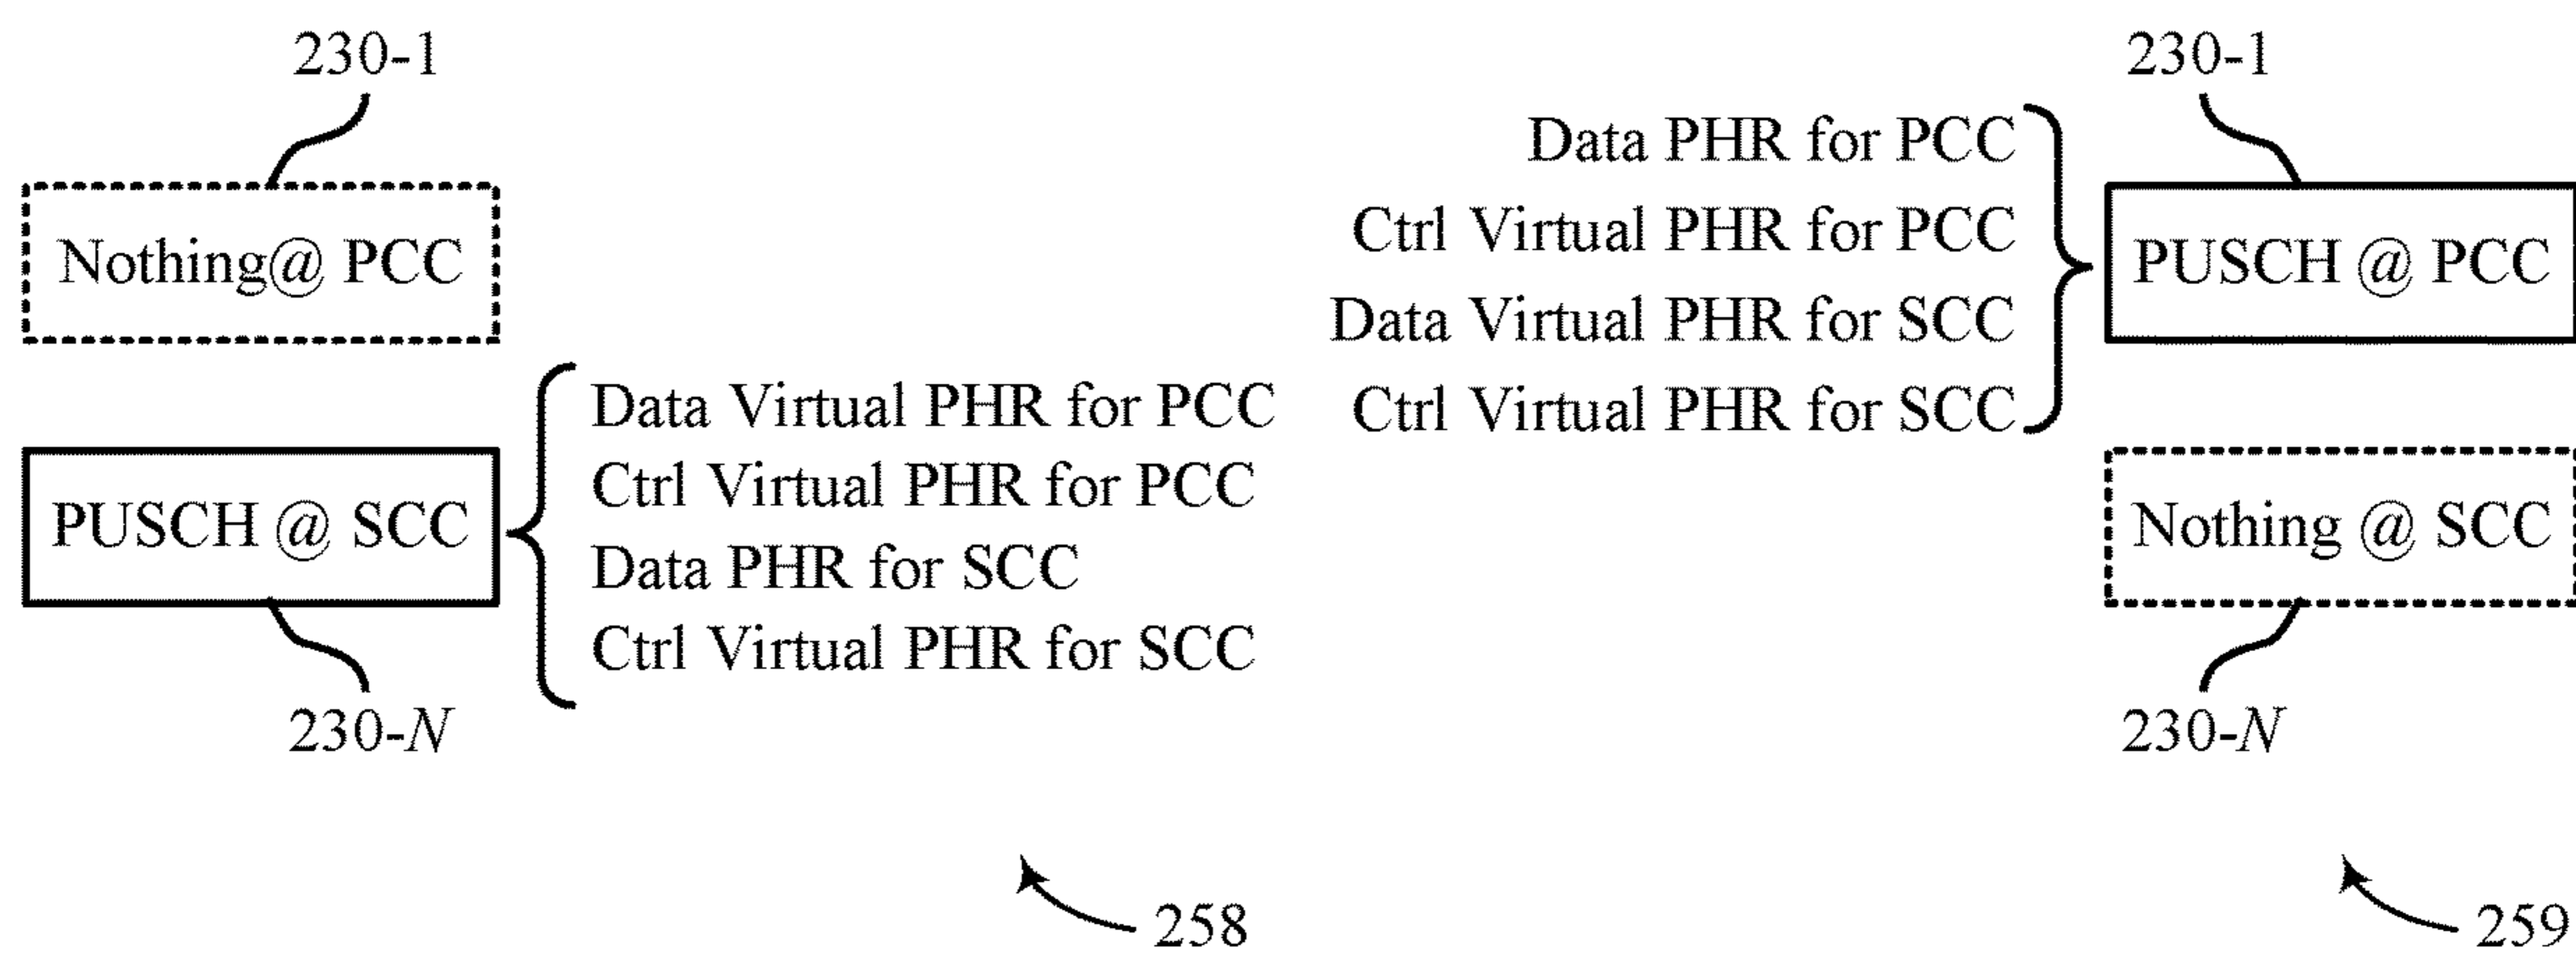 230-1
Nothing@ PCC
PUSCH @ SCC
Data Virtual PHR for PCC
Ctrl Virtual PHR for PCC
Data PHR for SCC
Ctrl Virtual PHR for SCC
230-N
258
230-1
Data PHR for PCC
Ctrl Virtual PHR for PCC
Data Virtual PHR for SCC
Ctrl Virtual PHR for SCC
PUSCH @ PCC
Nothing @ SCC
230-N
259